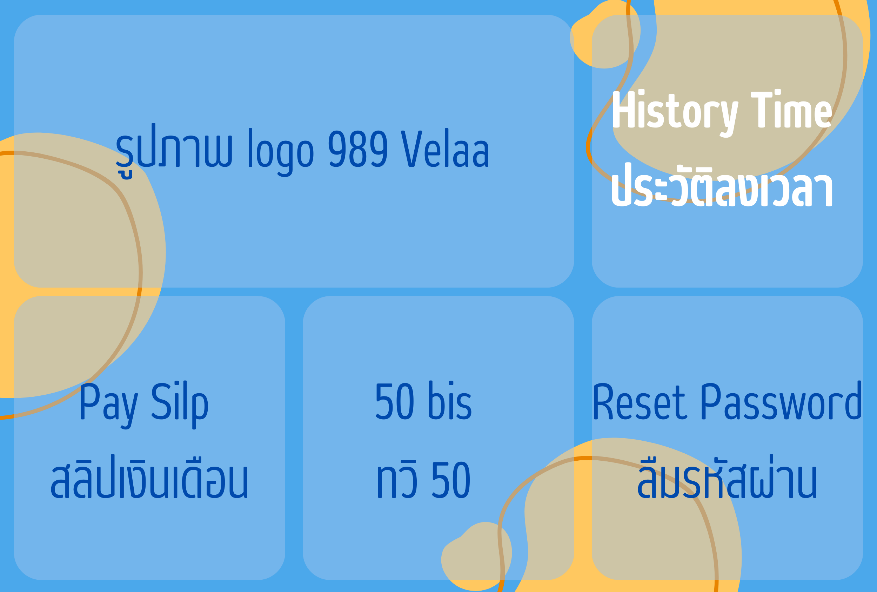 รูปภาพ logo 989 Velaa
History Time
ประวัติลงเวลา
Pay Silp
สลิปเงินเดือน
50 bis
ทวิ 50
Reset Password
ลืมรหัสผ่าน